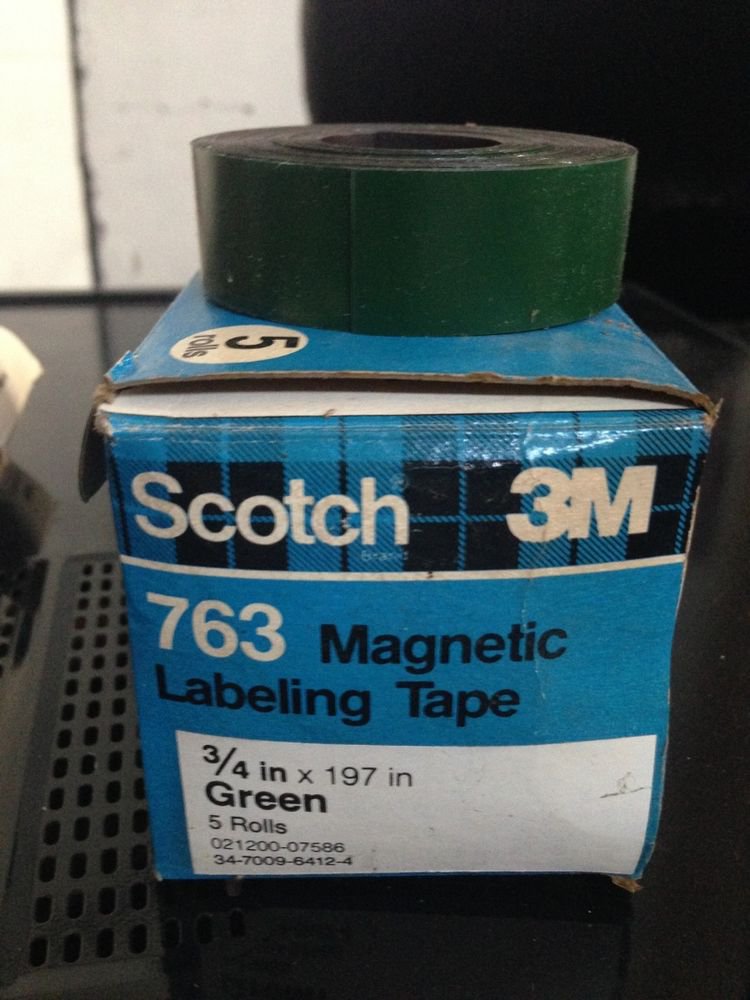 5
rolls
Scotch® 3M
Brand
763 Magnetic
Labeling Tape
3/4 in x 197 in
Green
5 Rolls
021200-07586
34-7009-6412-4